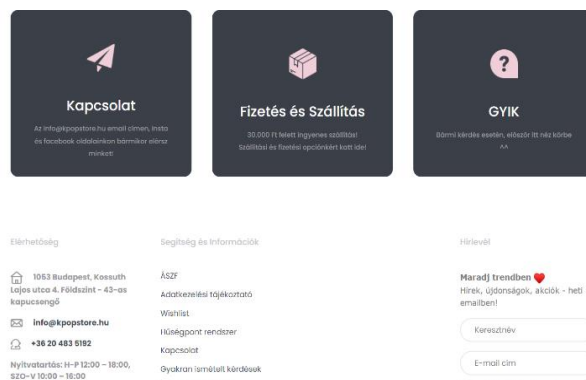 Kapcsolat
Az info@kpopstore.hu email címen, insta
és facebook oldalainkon bármikor elérsz
minket!
Fizetés és Szállítás
30.000 Ft felett ingyenes szállítás!
Szállítási és fizetési opciónkért katt ide!
GYIK
Bármi kérdés esetén, először itt néz körbe
^^
Elérhetőség
1053 Budapest, Kossuth
Lajos utca 4. Földszint - 43-as
kapucsengő
info@kpopstore.hu
+36 20 483 5192
Nyitvatartás: H-P 12:00 – 18:00,
SZO-V 10:00 – 16:00
Segítség és Információk
ÁSZF
Adatkezelési tájékoztató
Wishlist
Hűségpont rendszer
Kapcsolat
Gyakran ismételt kérdések
Hírlevél
Maradj trendben ❤️
Hírek, újdonságok, akciók - heti
emailben!
Keresztnév
E-mail cím